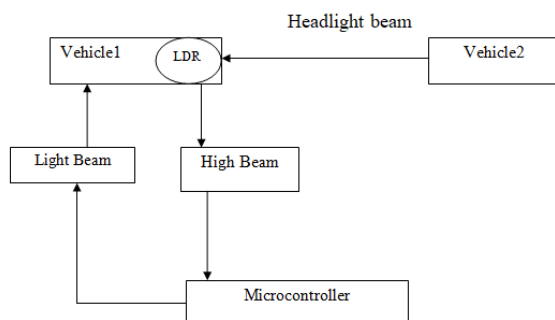 Headlight beam
Vehicle1
LDR
Vehicle2
Light Beam
High Beam
Microcontroller